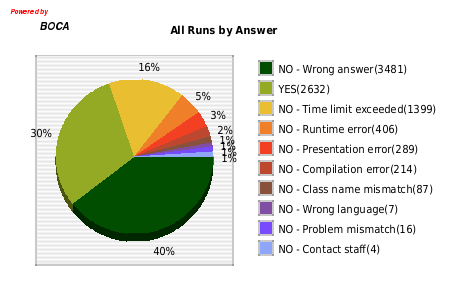 Powered by
BOCA
All Runs by Answer
16%
5%
3%
2%
1%
1%
1%
1%
30%
40%
NO - Wrong answer(3481)
YES(2632)
NO - Time limit exceeded(1399)
NO - Runtime error(406)
NO - Presentation error(289)
NO - Compilation error(214)
NO - Class name mismatch(87)
NO - Wrong language(7)
NO - Problem mismatch(16)
NO - Contact staff(4)